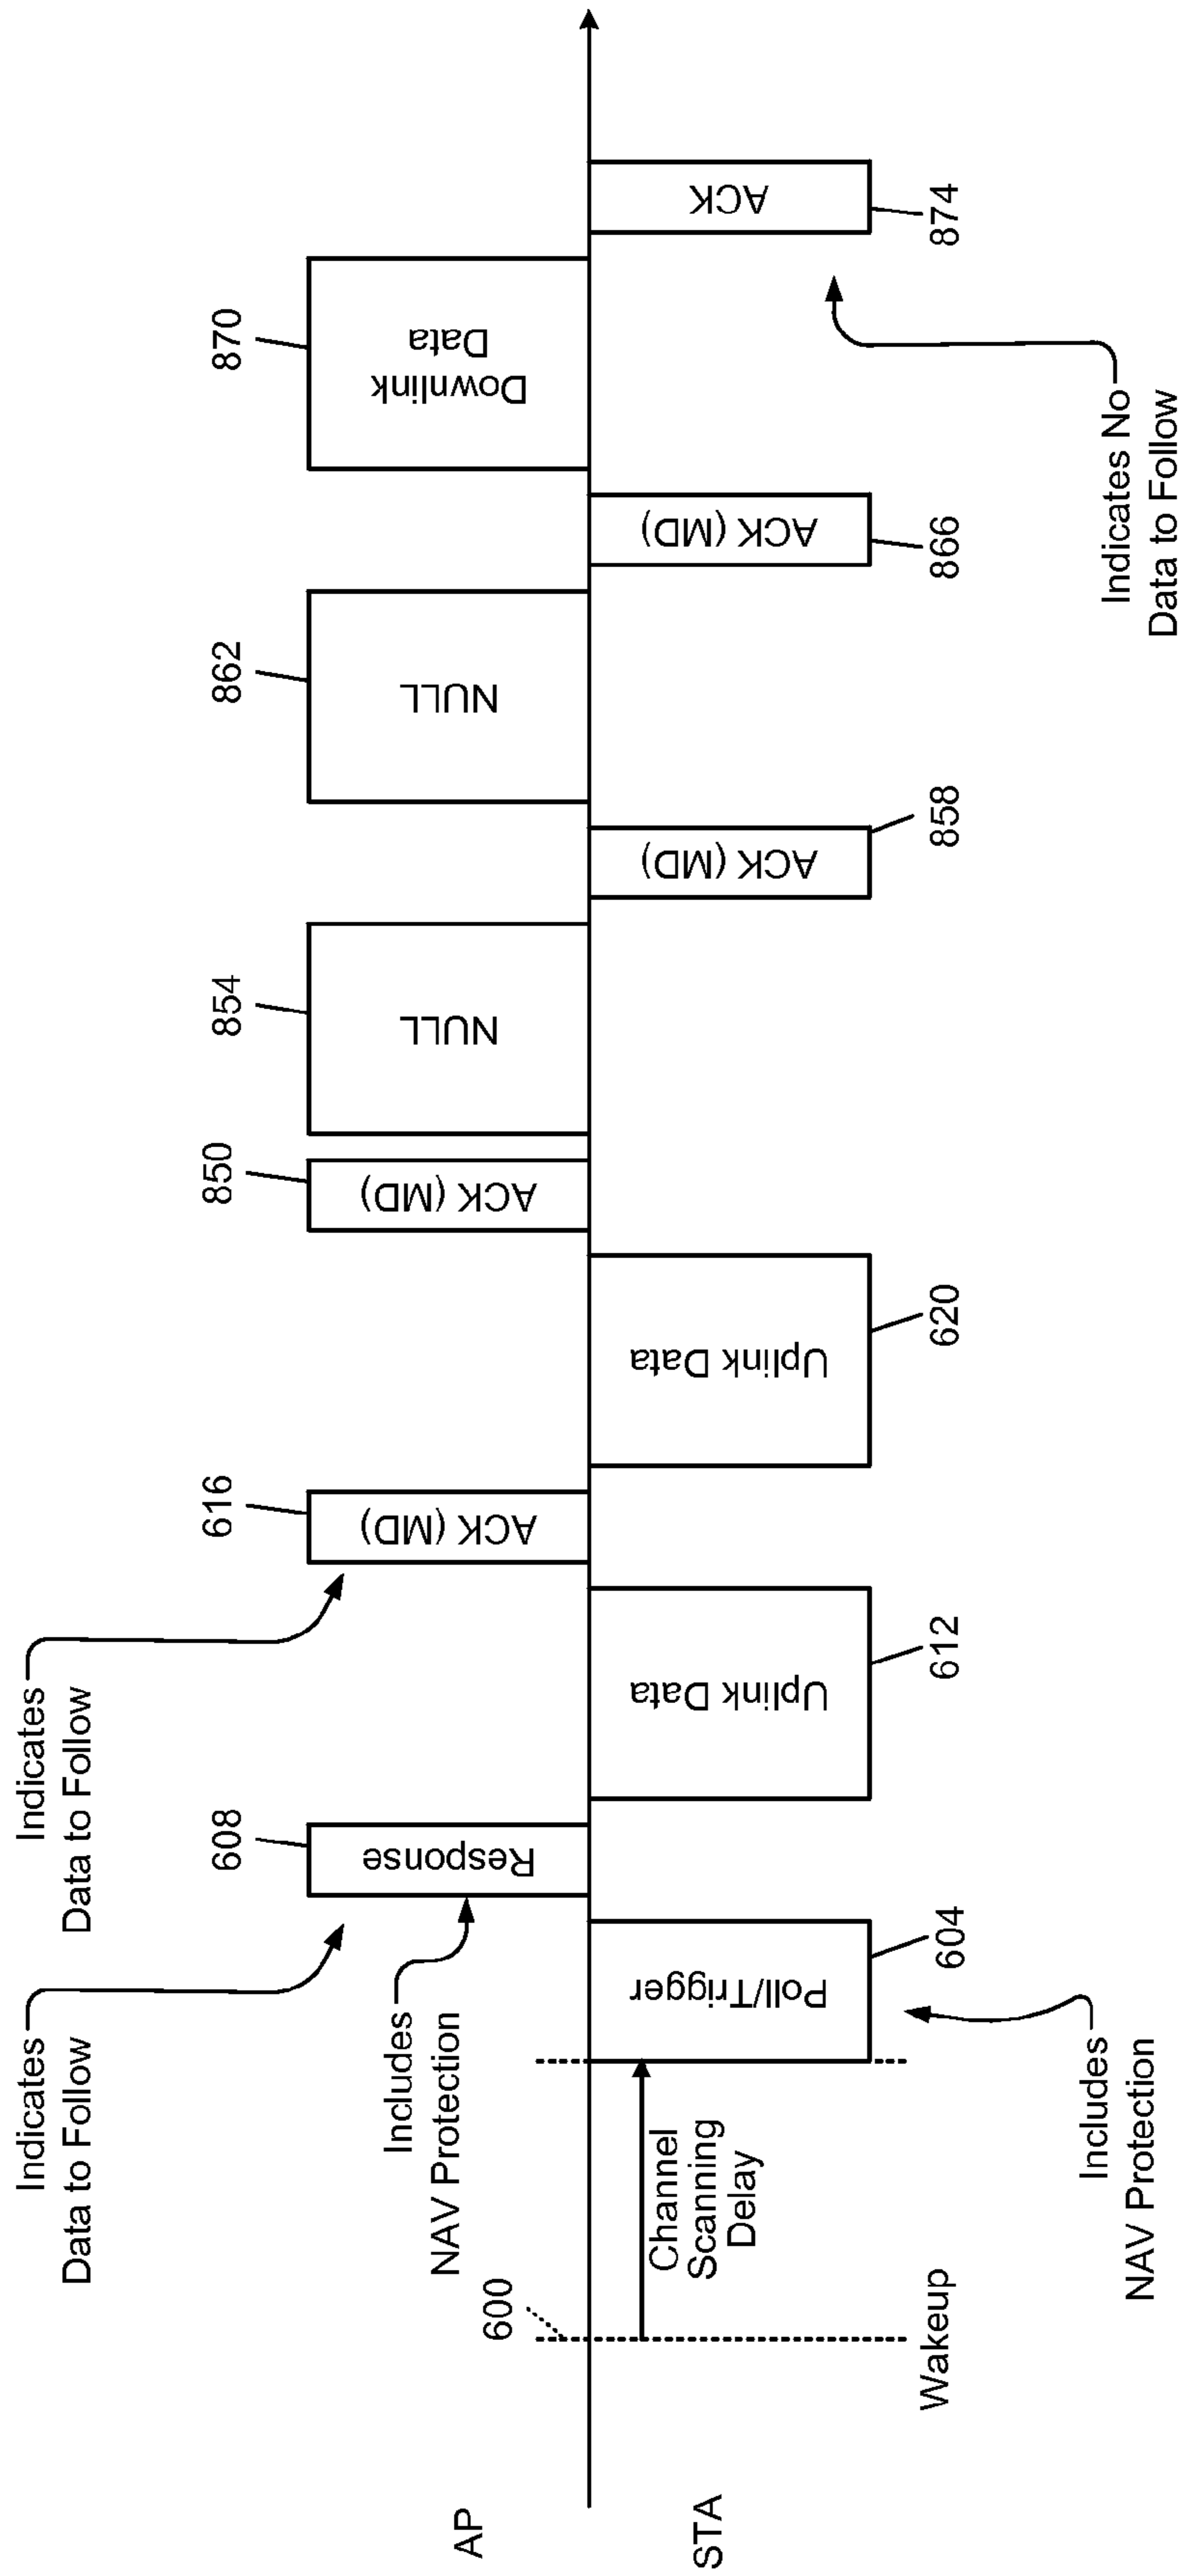 AP
STA
600
Wakeup
Channel
Scanning
Delay
Indicates
Data to Follow
Includes
NAV Protection
Includes
NAV Protection
604
Poll/Trigger
608
Response
Indicates
Data to Follow
612
Uplink Data
616
ACK (MD)
620
Uplink Data
850
ACK (MD)
854
NULL
858
ACK (MD)
862
NULL
866
ACK (MD)
870
Downlink
Data
874
ACK
Indicates No
Data to Follow